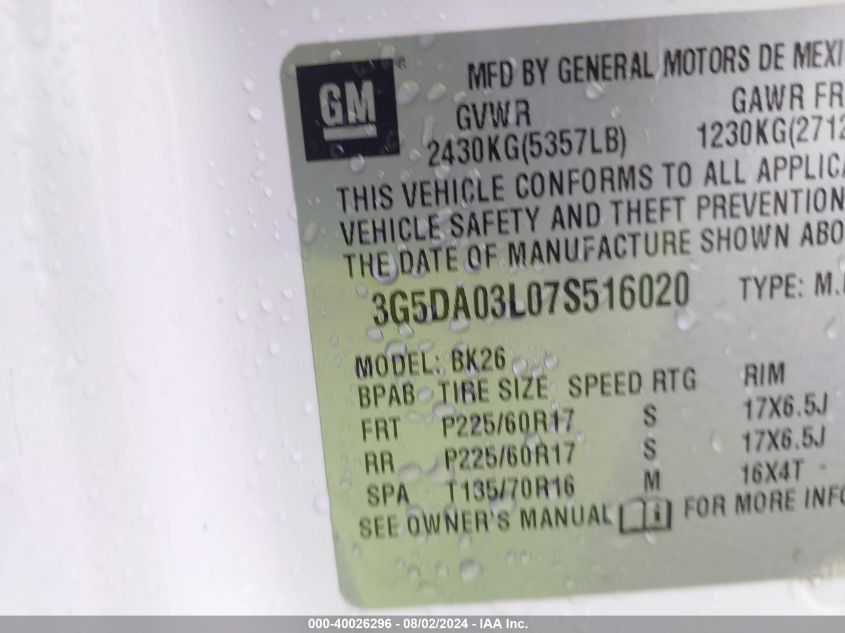 GM ®
MFD BY GENERAL MOTORS DE MEXI
GVWR GAWR FR
2430KG(5357LB) 1230KG(2712
THIS VEHICLE CONFORMS TO ALL APPLICA
VEHICLE SAFETY AND THEFT PREVENTION
THE DATE OF MANUFACTURE SHOWN ABO
3G5DA03L07S516020 TYPE: M.
MODEL: BK26
BPAB TIRE SIZE SPEED RTG RIM
FRT P225/60R17 S 17X6.5J
RR P225/60R17 S 17X6.5J
SPA T135/70R16 M 16X4T
SEE OWNER'S MANUAL FOR MORE INFO
000-40026296 - 08/02/2024 - IAA Inc.